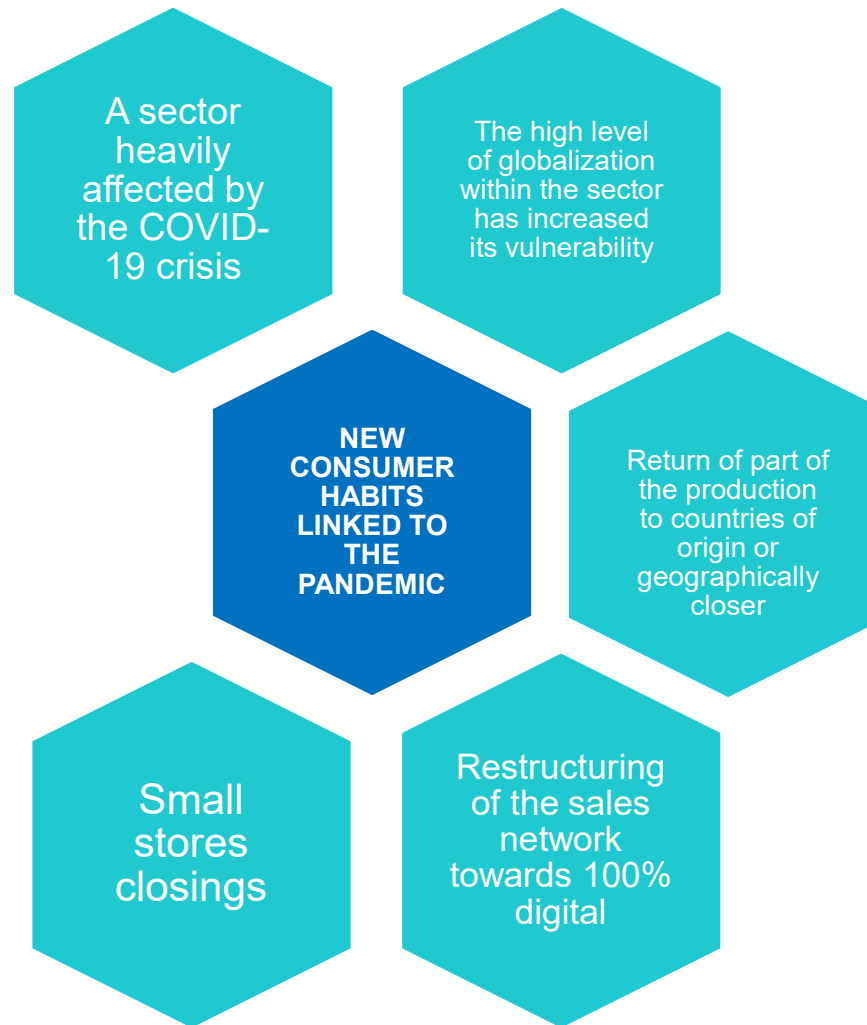 A sector
heavily
affected by
the COVID-
19 crisis
The high level
of globalization
within the sector
has increased
its vulnerability
NEW
CONSUMER
HABITS
LINKED TO
THE
PANDEMIC
Return of part of
the production
to countries of
origin or
geographically
closer
Small
stores
closings
Restructuring
of the sales
network
towards 100%
digital